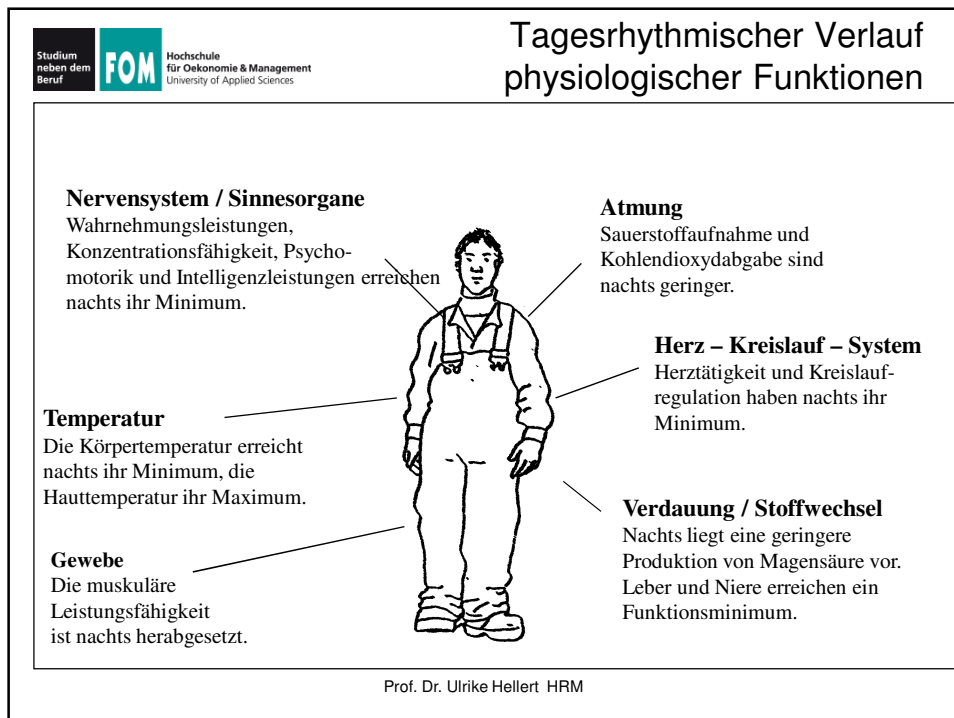 Studium
neben dem
Beruf
FOM
Hochschule
für Oekonomie & Management
University of Applied Sciences
Tagesrhythmischer Verlauf
physiologischer Funktionen
Nervensystem / Sinnesorgane
Wahrnehmungsleistungen,
Konzentrationsfähigkeit, Psycho-
motorik und Intelligenzleistungen erreichen
nachts ihr Minimum.
Atmung
Sauerstoffaufnahme und
Kohlendioxydabgabe sind
nachts geringer.
Herz – Kreislauf – System
Herztätigkeit und Kreislauf-
regulation haben nachts ihr
Minimum.
Temperatur
Die Körpertemperatur erreicht
nachts ihr Minimum, die
Hauttemperatur ihr Maximum.
Verdauung / Stoffwechsel
Nachts liegt eine geringere
Produktion von Magensäure vor.
Leber und Niere erreichen ein
Funktionsminimum.
Gewebe
Die muskuläre
Leistungsfähigkeit
ist nachts herabgesetzt.
Prof. Dr. Ulrike Hellert HRM